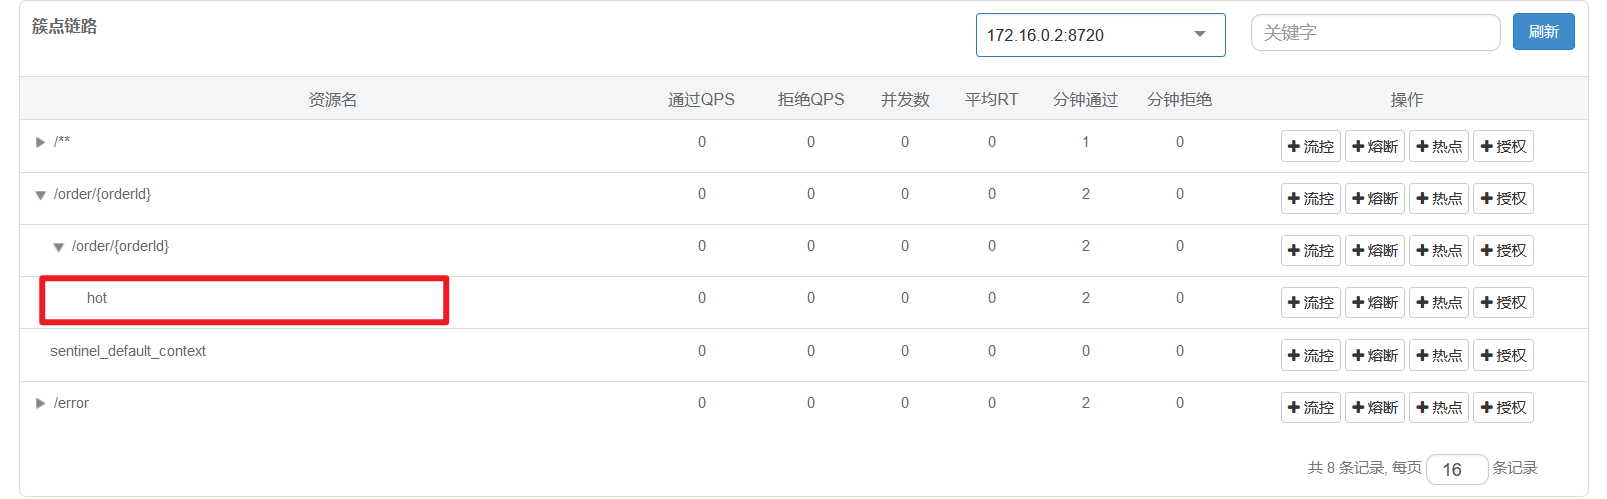 簇点链路
172.16.0.2:8720
关键字
刷新
资源名 通过QPS 拒绝QPS 并发数 平均RT 分钟通过 分钟拒绝 操作
/** 0 0 0 0 1 0 流控 熔断 热点 授权
/order/{orderId} 0 0 0 0 2 0 流控 熔断 热点 授权
/order/{orderId} 0 0 0 0 2 0 流控 熔断 热点 授权
hot 0 0 0 0 2 0 流控 熔断 热点 授权
sentinel_default_context 0 0 0 0 0 0 流控 熔断 热点 授权
/error 0 0 0 0 2 0 流控 熔断 热点 授权
共 8 条记录, 每页 16 条记录